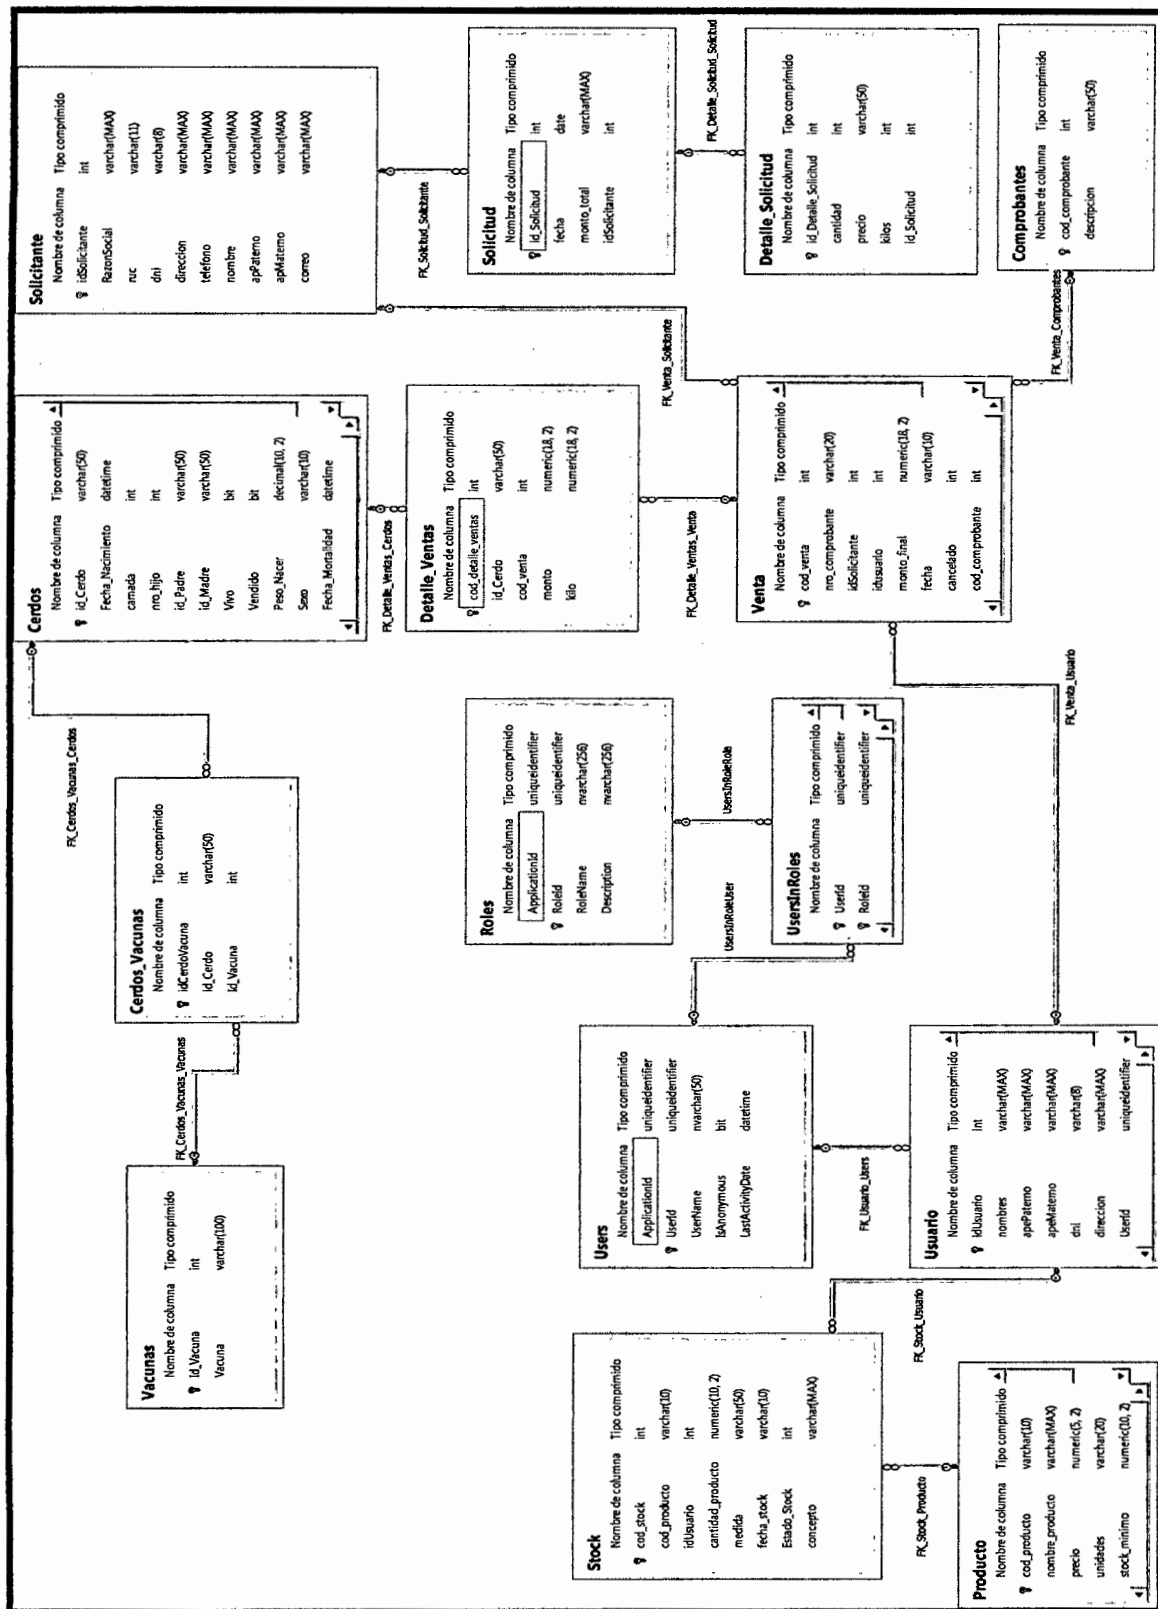 Vacunas
Nombre de columna Tipo comprimido
Id_Vacuna int
Vacuna varchar(100)
FK_Cerdos_Vacunas_Vacunas
Cerdos_Vacunas
Nombre de columna Tipo comprimido
idCerdoVacuna int
id_Cerdo varchar(50)
Id_Vacuna int
FK_Cerdos_Vacunas_Cerdos
Cerdos
Nombre de columna Tipo comprimido
id_Cerdo varchar(50)
Fecha_Nacimiento datetime
camada int
nro_hijo int
id_Padre varchar(50)
id_Madre varchar(50)
Vivo bit
Vendido bit
Peso_Nacer decimal(10, 2)
Sexo varchar(10)
Fecha_Mortalidad datetime
Solicitante
Nombre de columna Tipo comprimido
idSolicitante int
RazonSocial varchar(MAX)
ruc varchar(11)
dni varchar(8)
direccion varchar(MAX)
telefono varchar(MAX)
nombre varchar(MAX)
apPaterno varchar(MAX)
apMaterno varchar(MAX)
correo varchar(MAX)
FK_Detalle_Ventas_Cerdos
FK_Solicitud_Solicitante
Detalle_Ventas
Nombre de columna Tipo comprimido
cod_detalle_ventas int
id_Cerdo varchar(50)
cod_venta int
monto numeric(18, 2)
kilo numeric(18, 2)
Solicitud
Nombre de columna Tipo comprimido
id_Solicitud int
fecha date
monto_total varchar(MAX)
idSolicitante int
FK_Venta_Solicitante
FK_Detalle_Ventas_Venta
FK_Detalle_Solicitud_Solicitud
Roles
Nombre de columna Tipo comprimido
ApplicationId uniqueidentifier
RoleId uniqueidentifier
RoleName nvarchar(256)
Description nvarchar(256)
UsersInRoleRole
UsersInRoleUser
UsersInRoles
Nombre de columna Tipo comprimido
UserId uniqueidentifier
RoleId uniqueidentifier
Venta
Nombre de columna Tipo comprimido
cod_venta int
nro_comprobante varchar(20)
idSolicitante int
idusuario int
monto_final numeric(18, 2)
fecha varchar(10)
cancelado int
cod_comprobante int
Detalle_Solicitud
Nombre de columna Tipo comprimido
id_Detalle_Solicitud int
cantidad int
precio varchar(50)
kilos int
id_Solicitud int
FK_Venta_Comprobantes
Comprobantes
Nombre de columna Tipo comprimido
cod_comprobante int
descripcion varchar(50)
FK_Venta_Usuario
Users
Nombre de columna Tipo comprimido
ApplicationId uniqueidentifier
UserId uniqueidentifier
UserName nvarchar(50)
IsAnonymous bit
LastActivityDate datetime
FK_Usuario_Users
Usuario
Nombre de columna Tipo comprimido
IdUsuario int
nombres varchar(MAX)
apePaterno varchar(MAX)
apeMaterno varchar(MAX)
dni varchar(8)
direccion varchar(MAX)
UserId uniqueidentifier
FK_Stock_Usuario
Stock
Nombre de columna Tipo comprimido
cod_stock int
cod_producto varchar(10)
idUsuario int
cantidad_producto numeric(10, 2)
medida varchar(50)
fecha_stock varchar(10)
Estado_Stock int
concepto varchar(MAX)
FK_Stock_Producto
Producto
Nombre de columna Tipo comprimido
cod_producto varchar(10)
nombre_producto varchar(MAX)
precio numeric(5, 2)
unidades varchar(20)
stock_minimo numeric(10, 2)